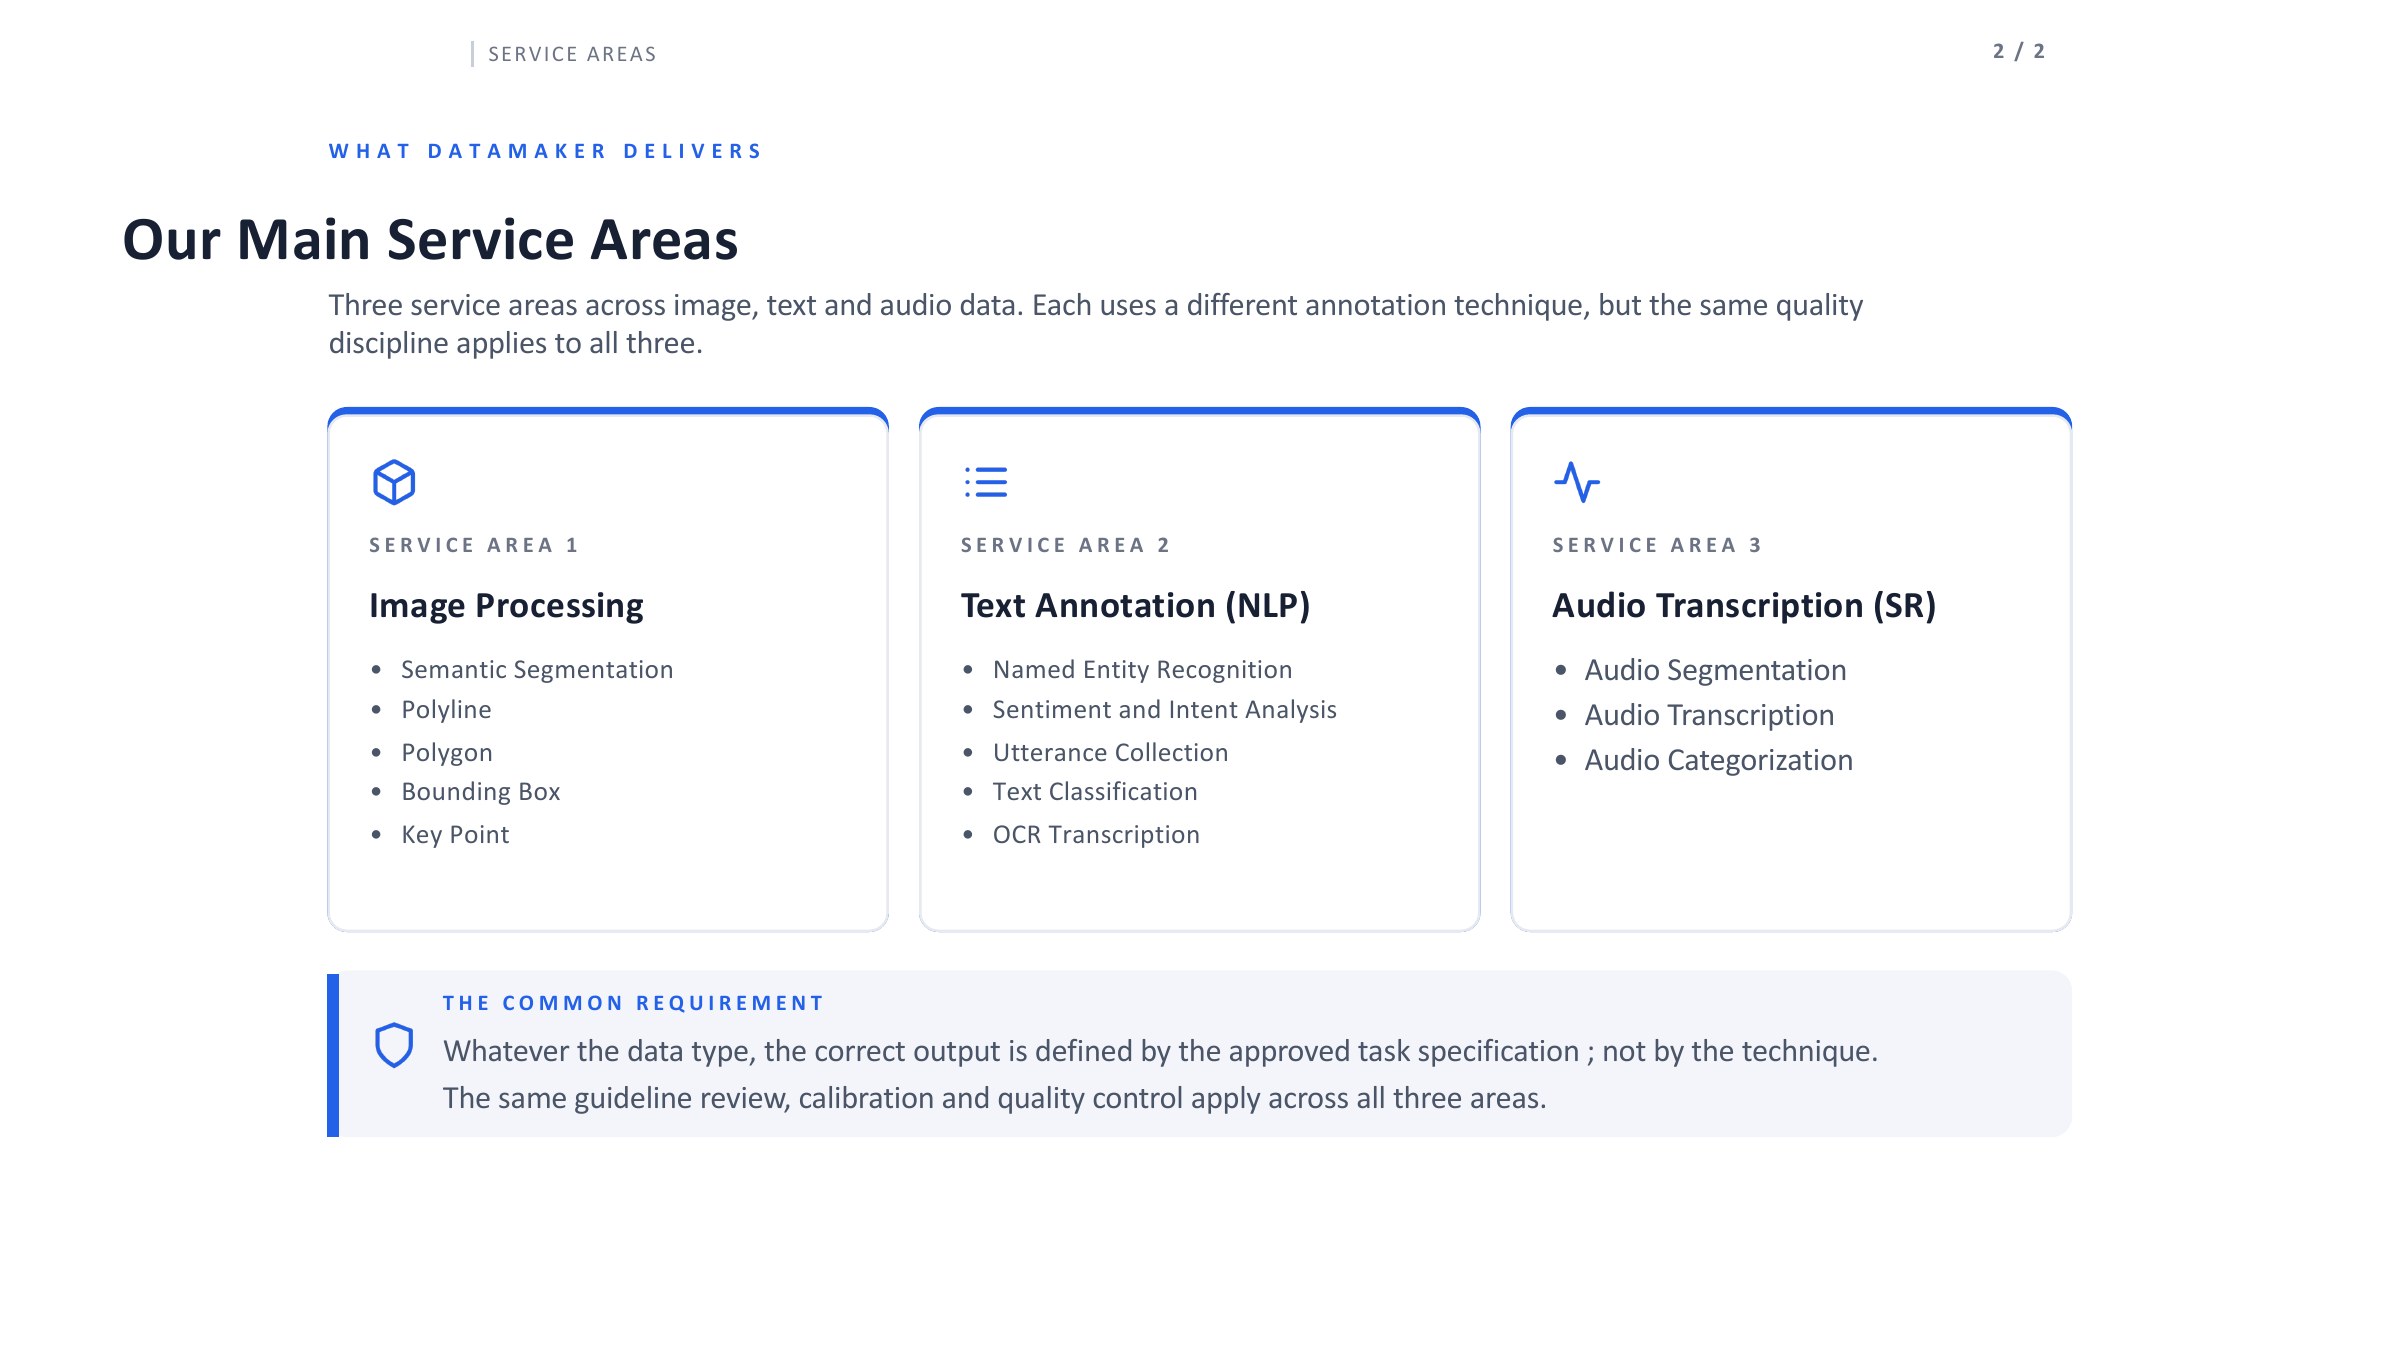 SERVICE AREAS
2 / 2
WHAT DATAMAKER DELIVERS
Our Main Service Areas
Three service areas across image, text and audio data. Each uses a different annotation technique, but the same quality
discipline applies to all three.
SERVICE AREA 1
Image Processing
• Semantic Segmentation
• Polyline
• Polygon
• Bounding Box
• Key Point
SERVICE AREA 2
Text Annotation (NLP)
• Named Entity Recognition
• Sentiment and Intent Analysis
• Utterance Collection
• Text Classification
• OCR Transcription
SERVICE AREA 3
Audio Transcription (SR)
• Audio Segmentation
• Audio Transcription
• Audio Categorization
THE COMMON REQUIREMENT
Whatever the data type, the correct output is defined by the approved task specification ; not by the technique.
The same guideline review, calibration and quality control apply across all three areas.